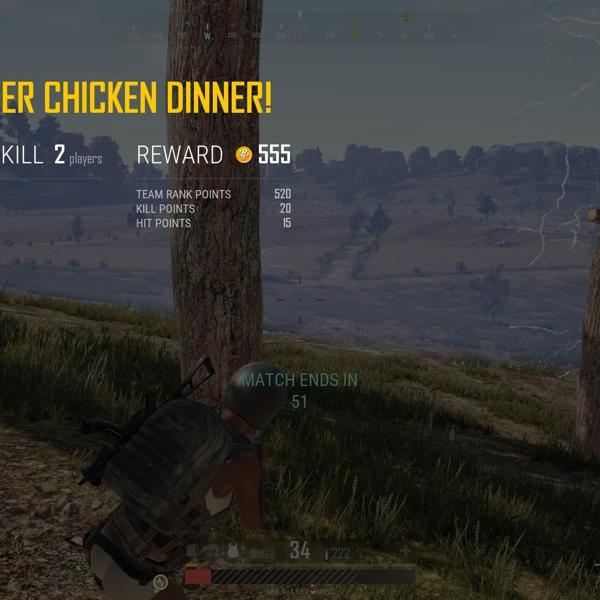 ER CHICKEN DINNER!
KILL 2 players REWARD 555
TEAM RANK POINTS 520
KILL POINTS 20
HIT POINTS 15
MATCH ENDS IN
51
SINGLE 34 222